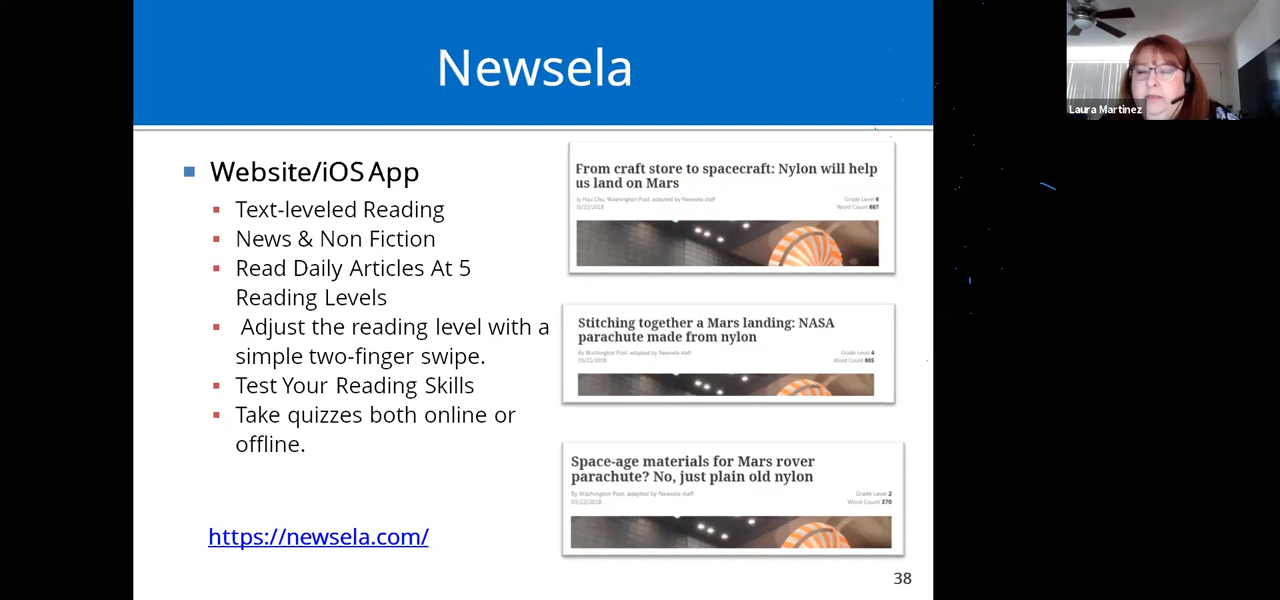 Newsela
Website/iOS App
Text-leveled Reading
News & Non Fiction
Read Daily Articles At 5
Reading Levels
Adjust the reading level with a
simple two-finger swipe.
Test Your Reading Skills
Take quizzes both online or
offline.
https://newsela.com/
From craft store to spacecraft: Nylon will help
us land on Mars
Hau Chu, Washington Post, adapted by Newsela staff
Grade Level 6
Word Count 667
Stitching together a Mars landing: NASA
parachute made from nylon
By Washington Post, adapted by Newsela staff
Grade Level 4
03/22/2018
Word Count 605
Space-age materials for Mars rover
parachute? No, just plain old nylon
By Washington Post, adapted by Newsela staff
Grade Level 2
03/22/2018
Word Count 370
38
Laura Martinez